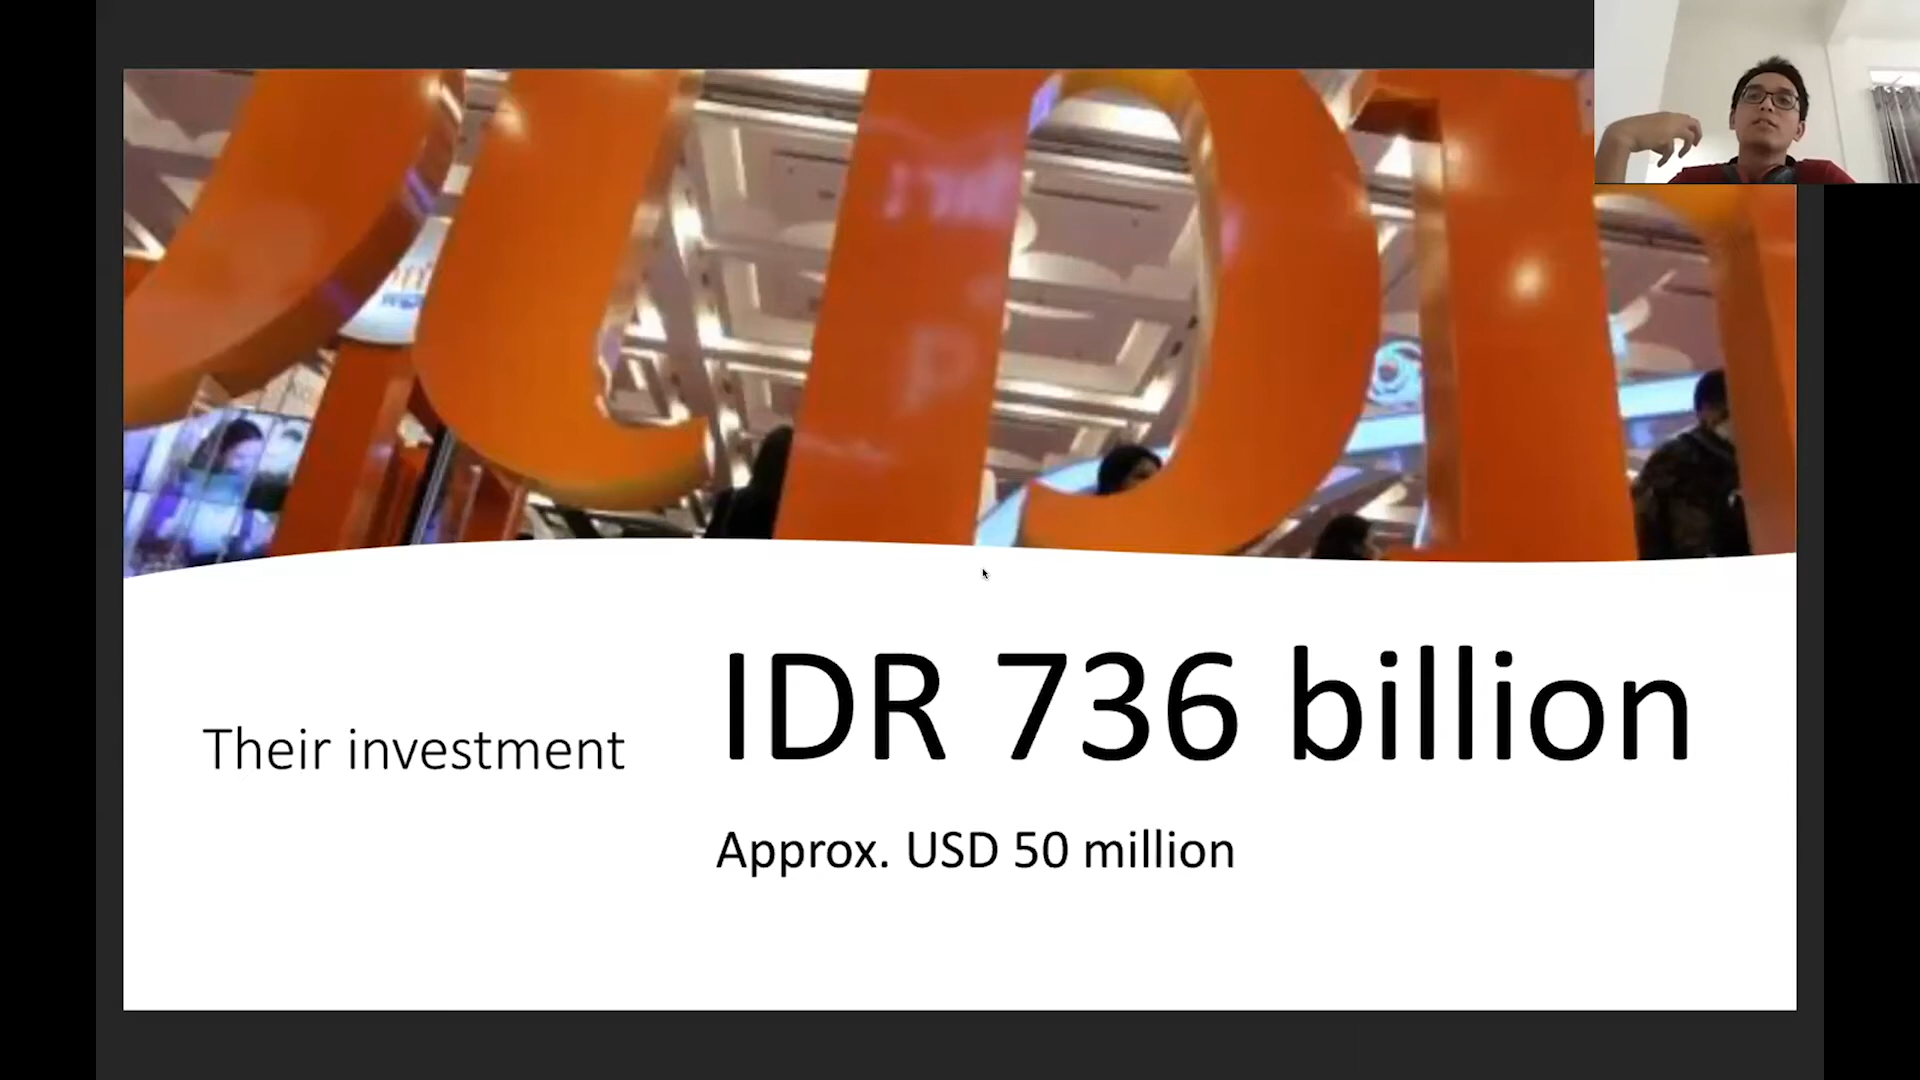 Their investment
IDR 736 billion
Approx. USD 50 million